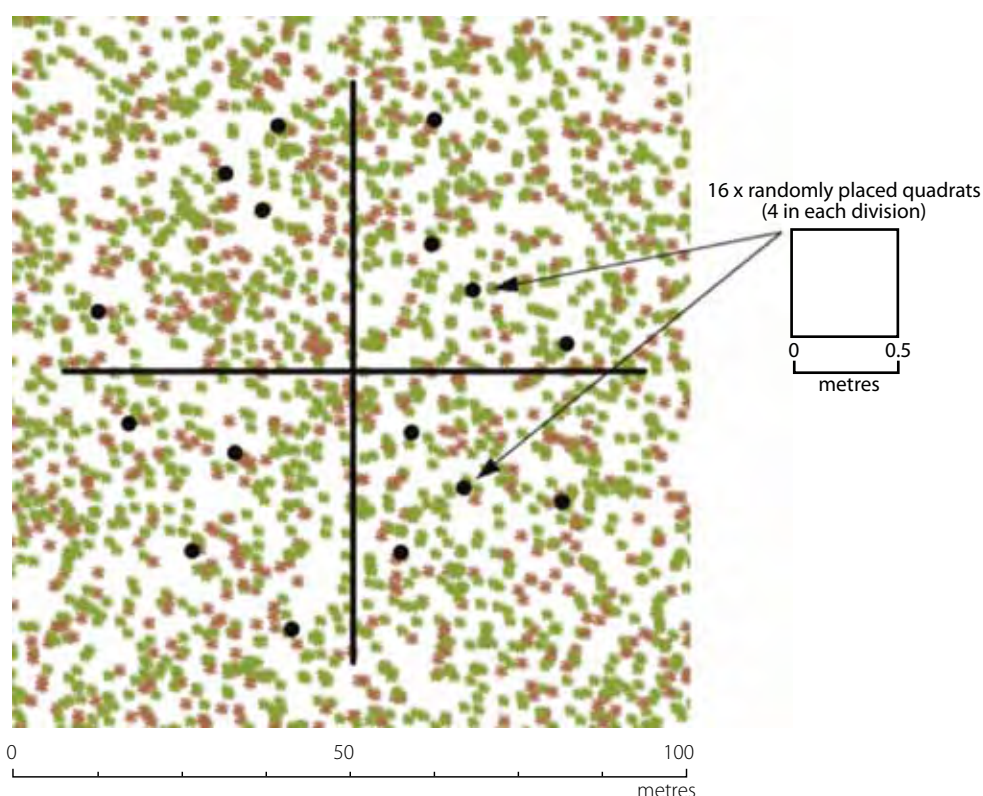 16 x randomly placed quadrats
(4 in each division)
0 0.5
metres
0 50 100
metres